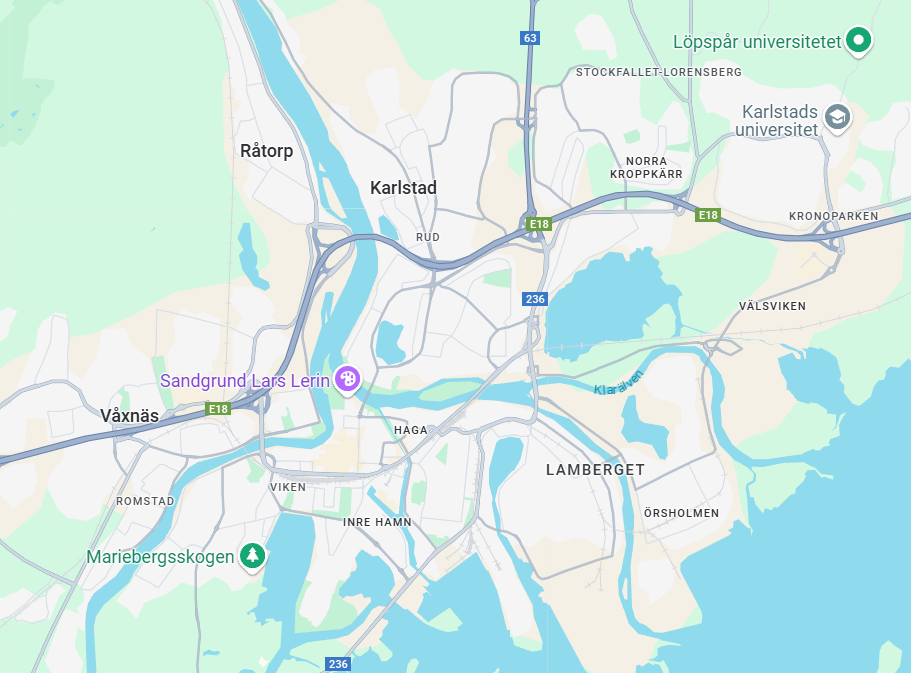 63
Löpspår universitetet
STOCKFALLET-LORENSBERG
Karlstads
universitet
Råtorp
NORRA
KROPPKÄRR
Karlstad
E18
KRONOPARKEN
E18
RUD
236
VÄLSVIKEN
Sandgrund Lars Lerin
Klarälven
E18
Våxnäs
HAGA
LAMBERGET
VIKEN
ROMSTAD
ÖRSHOLMEN
INRE HAMN
Mariebergsskogen
236